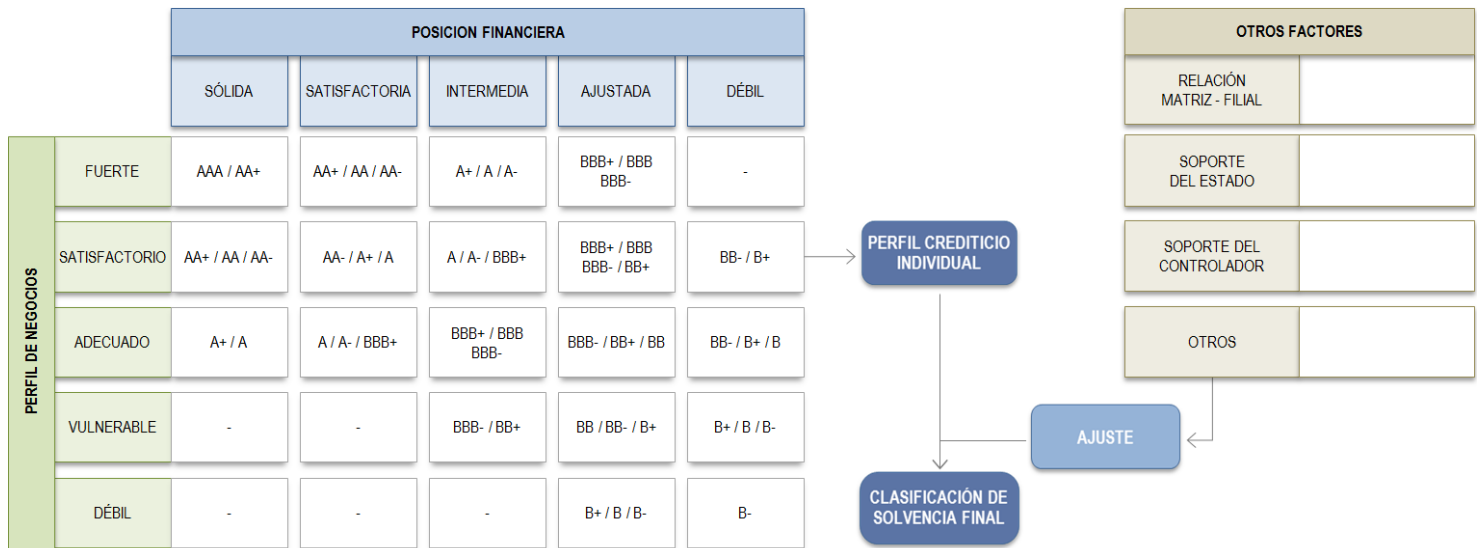 POSICION FINANCIERA
SÓLIDA
SATISFACTORIA
INTERMEDIA
AJUSTADA
DÉBIL
PERFIL DE NEGOCIOS
FUERTE
AAA / AA+
AA+ / AA / AA-
A+ / A / A-
BBB+ / BBB
BBB-
-
SATISFACTORIO
AA+ / AA / AA-
AA- / A+ / A
A / A- / BBB+
BBB+ / BBB
BBB- / BB+
BB- / B+
ADECUADO
A+ / A
A / A- / BBB+
BBB+ / BBB
BBB-
BBB- / BB+ / BB
BB- / B+ / B
VULNERABLE
-
-
BBB- / BB+
BB / BB- / B+
B+ / B / B-
DÉBIL
-
-
-
B+ / B / B-
B-
PERFIL CREDITICIO
INDIVIDUAL
CLASIFICACIÓN DE
SOLVENCIA FINAL
AJUSTE
OTROS FACTORES
RELACIÓN
MATRIZ - FILIAL
SOPORTE
DEL ESTADO
SOPORTE DEL
CONTROLADOR
OTROS